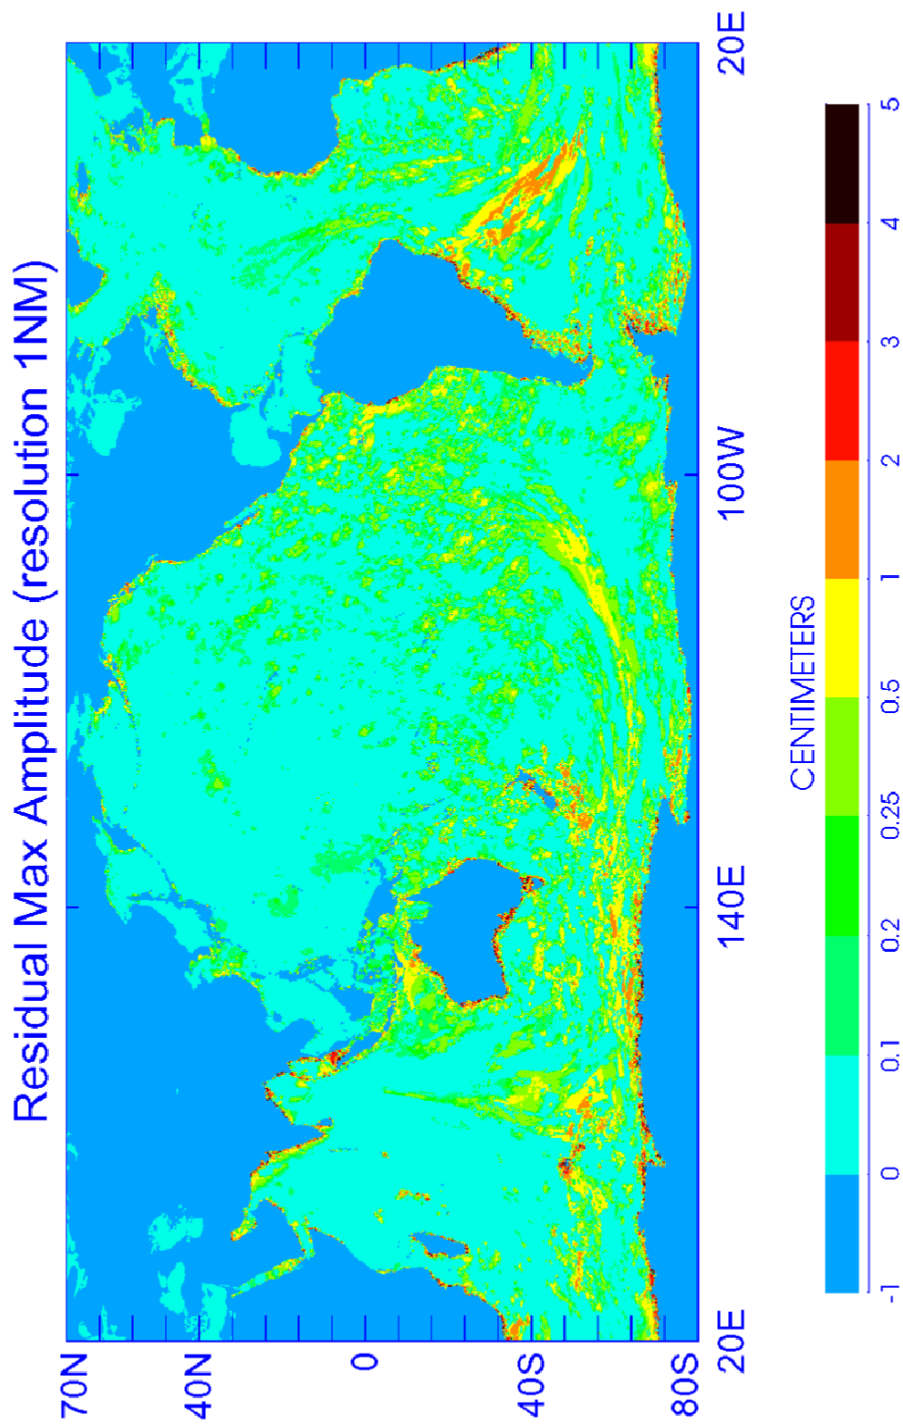 Residual Max Amplitude (resolution 1NM)
70N
40N
0
40S
80S
20E
140E
100W
20E
CENTIMETERS
-1
0
0.1
0.2
0.25
0.5
1
2
3
4
5